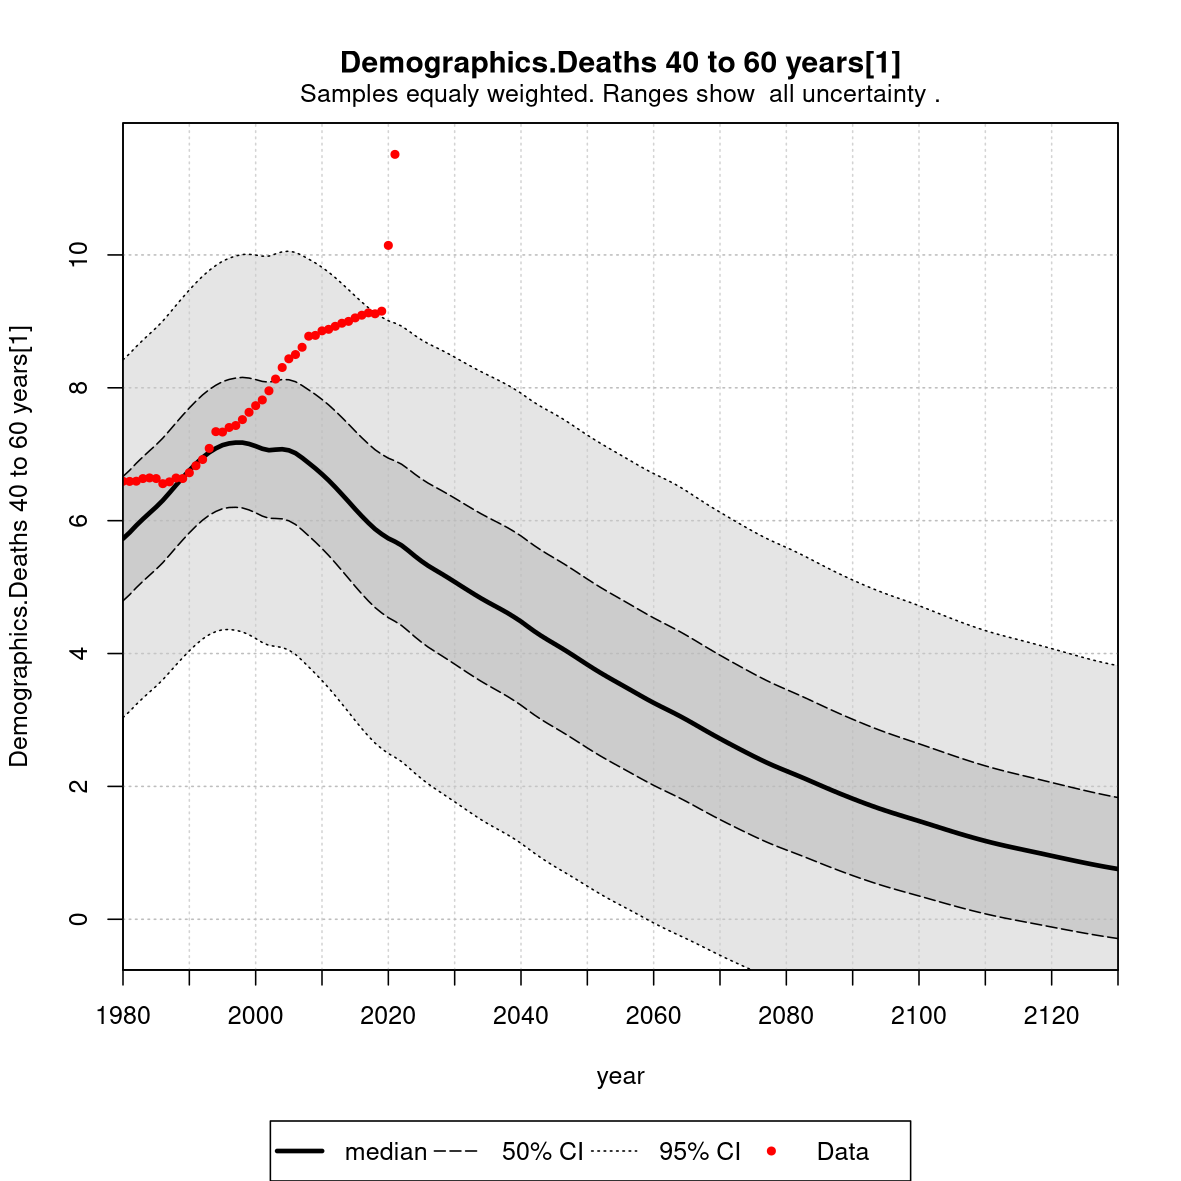 Demographics.Deaths 40 to 60 years[1]
Samples equaly weighted. Ranges show  all uncertainty .
Demographics.Deaths 40 to 60 years[1]
10
8
6
4
2
0
1980 2000 2020 2040 2060 2080 2100 2120
year
median 50% CI 95% CI Data